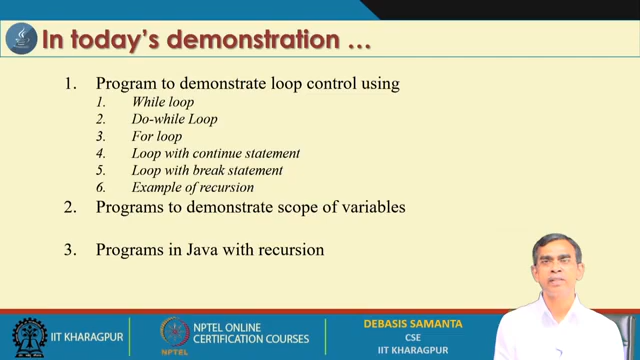 In today's demonstration …
1. Program to demonstrate loop control using
1. While loop
2. Do-while Loop
3. For loop
4. Loop with continue statement
5. Loop with break statement
6. Example of recursion
2. Programs to demonstrate scope of variables
3. Programs in Java with recursion
IIT KHARAGPUR
NPTEL
NPTEL ONLINE
CERTIFICATION COURSES
DEBASIS SAMANTA
CSE
IIT KHARAGPUR